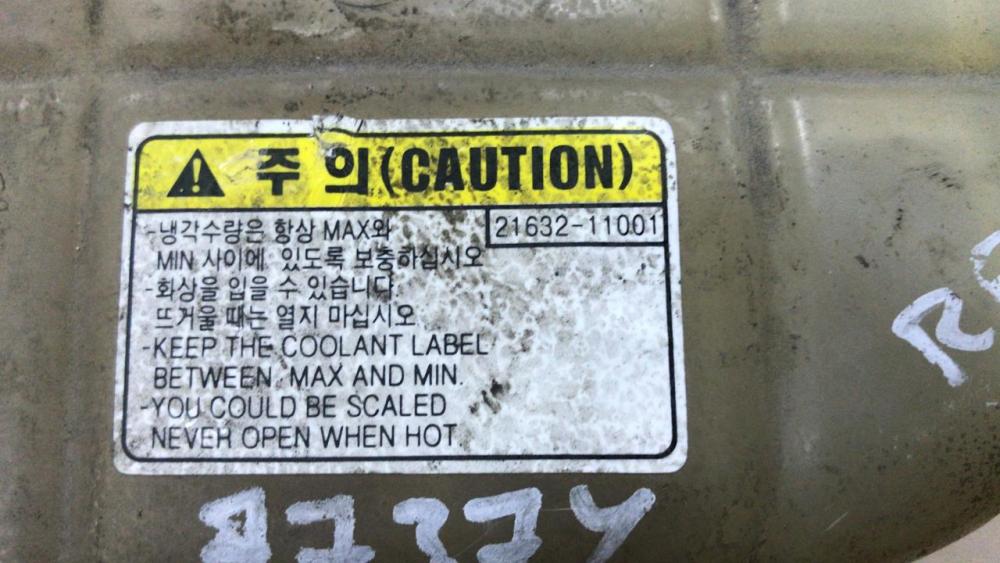 주 의(CAUTION)
21632-11001
-냉각수량은 항상 MAX와
MIN 사이에 있도록 보충하십시오
-화상을 입을 수 있습니다.
뜨거울 때는 열지 마십시오
-KEEP THE COOLANT LABEL
BETWEEN MAX AND MIN.
-YOU COULD BE SCALED
NEVER OPEN WHEN HOT.